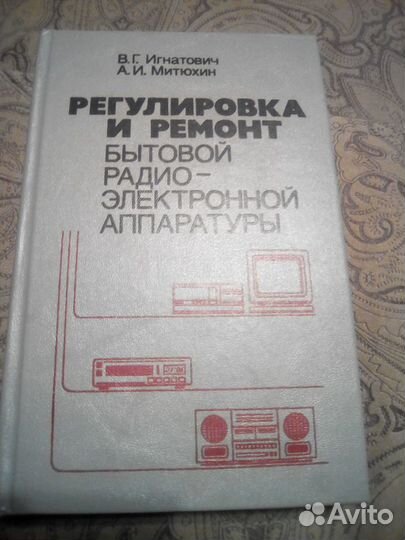 В.Г. Игнатович
А.И. Митюхин
РЕГУЛИРОВКА
И РЕМОНТ
БЫТОВОЙ
РАДИО-
ЭЛЕКТРОННОЙ
АППАРАТУРЫ
Avito